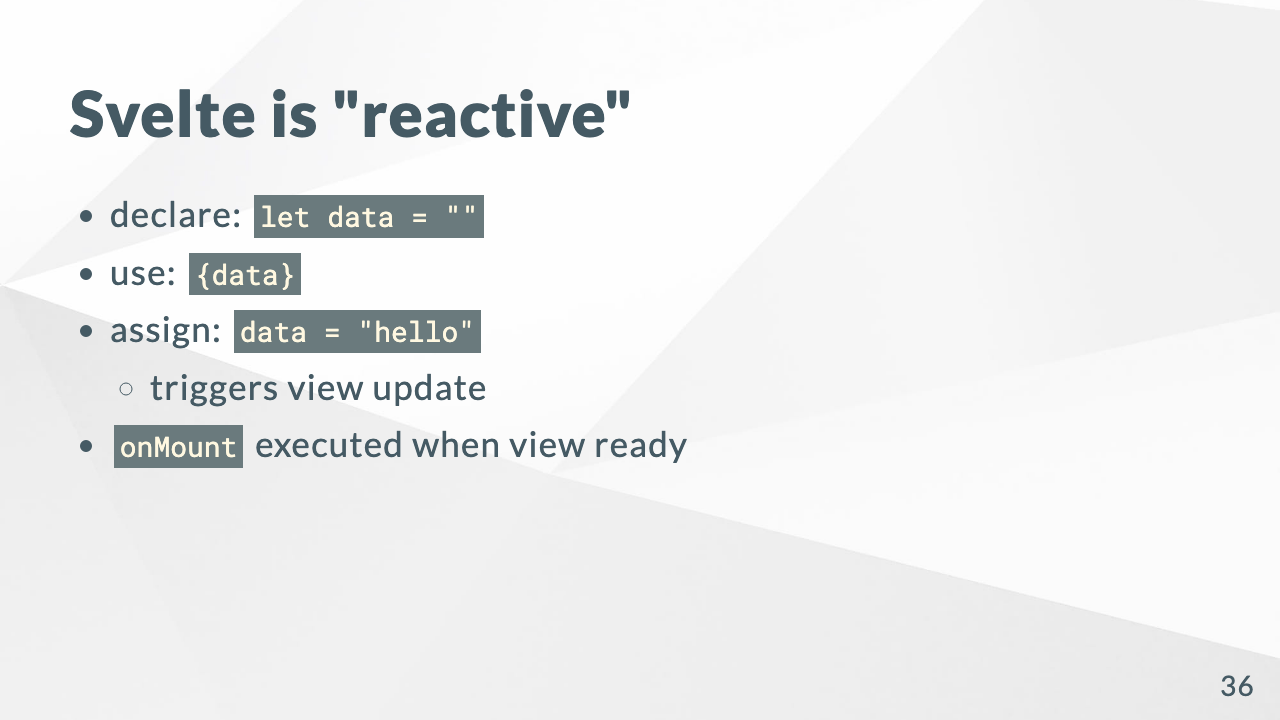 Svelte is "reactive"
declare: let data = ""
use: {data}
assign: data = "hello"
triggers view update
onMount executed when view ready
36